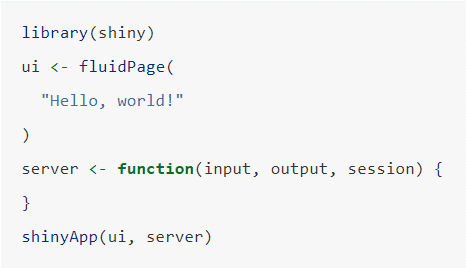 library(shiny)
ui <- fluidPage(
  "Hello, world!"
)
server <- function(input, output, session) {
}
shinyApp(ui, server)